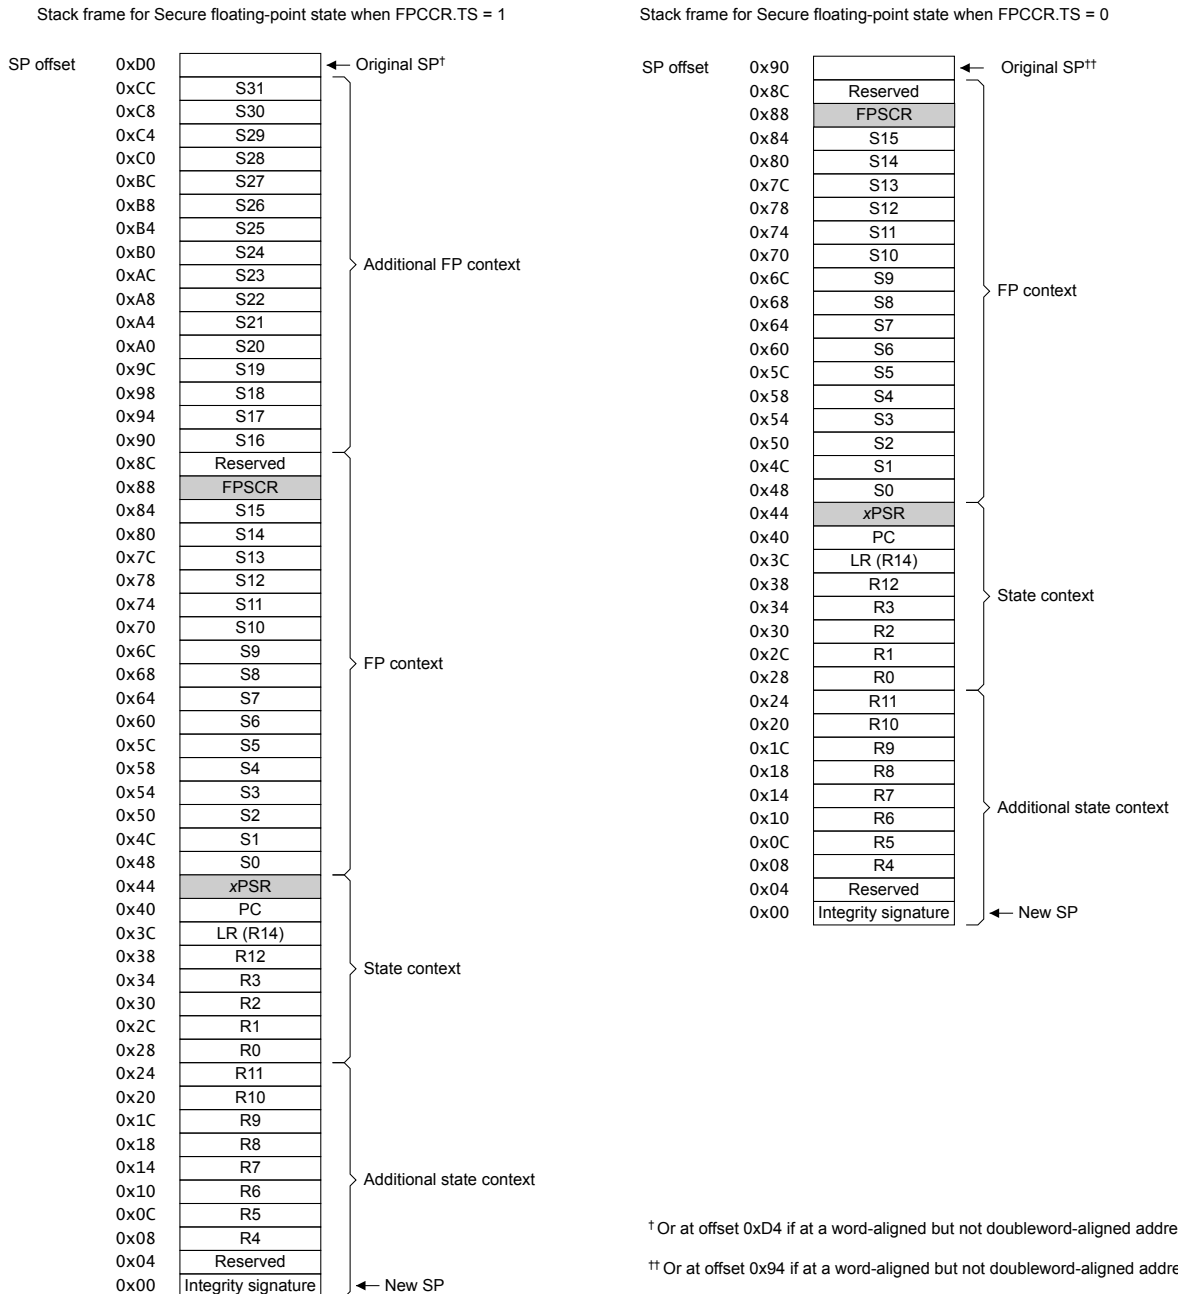 Stack frame for Secure floating-point state when FPCCR.TS = 1
SP offset 0xD0 Original SP†
0xCC S31
0xC8 S30
0xC4 S29
0xC0 S28
0xBC S27
0xB8 S26
0xB4 S25
0xB0 S24
0xAC S23
Additional FP context
0xA8 S22
0xA4 S21
0xA0 S20
0x9C S19
0x98 S18
0x94 S17
0x90 S16
0x8C Reserved
0x88 FPSCR
0x84 S15
0x80 S14
0x7C S13
0x78 S12
0x74 S11
0x70 S10
0x6C S9
0x68 S8
FP context
0x64 S7
0x60 S6
0x5C S5
0x58 S4
0x54 S3
0x50 S2
0x4C S1
0x48 S0
0x44 xPSR
0x40 PC
0x3C LR (R14)
0x38 R12
State context
0x34 R3
0x30 R2
0x2C R1
0x28 R0
0x24 R11
0x20 R10
0x1C R9
0x18 R8
0x14 R7
Additional state context
0x10 R6
0x0C R5
0x08 R4
0x04 Reserved
0x00 Integrity signature New SP
Stack frame for Secure floating-point state when FPCCR.TS = 0
SP offset 0x90 Original SP††
0x8C Reserved
0x88 FPSCR
0x84 S15
0x80 S14
0x7C S13
0x78 S12
0x74 S11
0x70 S10
0x6C S9
FP context
0x68 S8
0x64 S7
0x60 S6
0x5C S5
0x58 S4
0x54 S3
0x50 S2
0x4C S1
0x48 S0
0x44 xPSR
0x40 PC
0x3C LR (R14)
0x38 R12
State context
0x34 R3
0x30 R2
0x2C R1
0x28 R0
0x24 R11
0x20 R10
0x1C R9
0x18 R8
0x14 R7
Additional state context
0x10 R6
0x0C R5
0x08 R4
0x04 Reserved
0x00 Integrity signature New SP
† Or at offset 0xD4 if at a word-aligned but not doubleword-aligned addre
†† Or at offset 0x94 if at a word-aligned but not doubleword-aligned addre